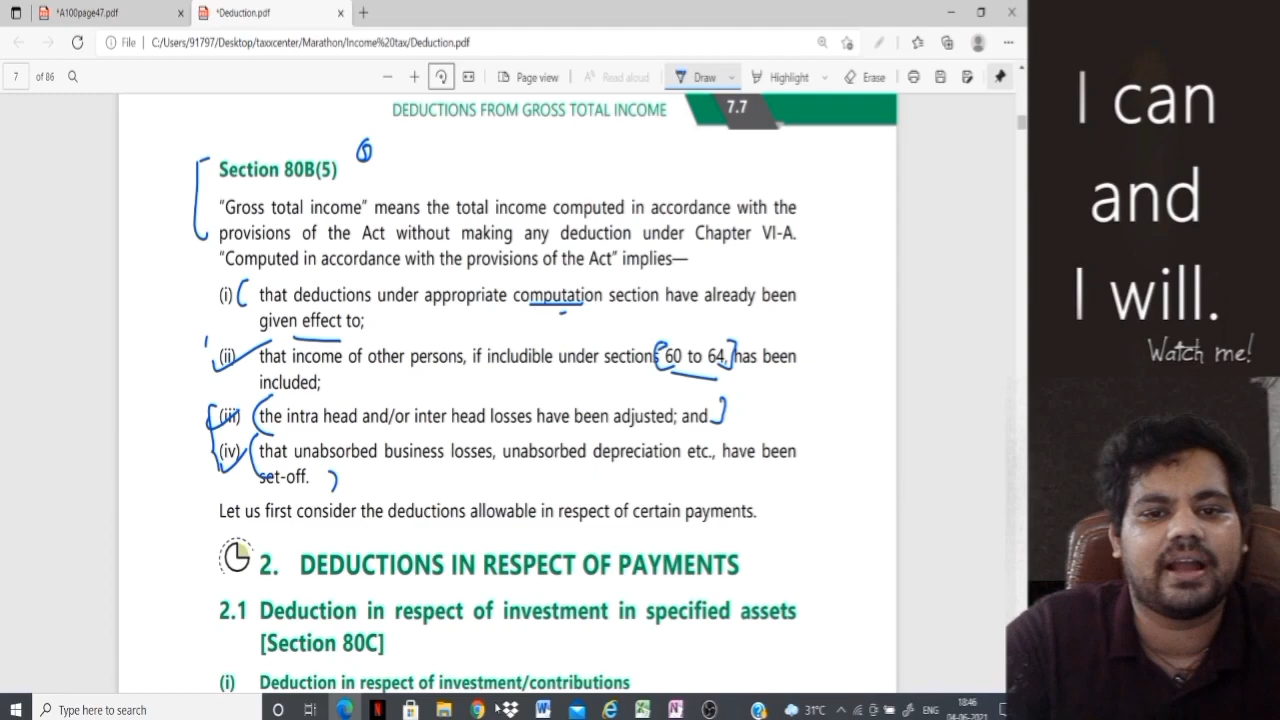 *A100page47.pdf
*Deduction.pdf
File C:/Users/91797/Desktop/taxxcenter/Marathon/Income%20tax/Deduction.pdf
7 of 86 Page view Read aloud Draw Highlight Erase
DEDUCTIONS FROM GROSS TOTAL INCOME 7.7
Section 80B(5)
“Gross total income” means the total income computed in accordance with the
provisions of the Act without making any deduction under Chapter VI-A.
“Computed in accordance with the provisions of the Act” implies—
(i) that deductions under appropriate computation section have already been
given effect to;
(ii) that income of other persons, if includible under sections 60 to 64, has been
included;
(iii) the intra head and/or inter head losses have been adjusted; and
(iv) that unabsorbed business losses, unabsorbed depreciation etc., have been
set-off.
Let us first consider the deductions allowable in respect of certain payments.
2. DEDUCTIONS IN RESPECT OF PAYMENTS
2.1 Deduction in respect of investment in specified assets
[Section 80C]
(i) Deduction in respect of investment/contributions
I can
and
I will.
Watch me!
Type here to search
31°C ENG
18:46
04-06-2021